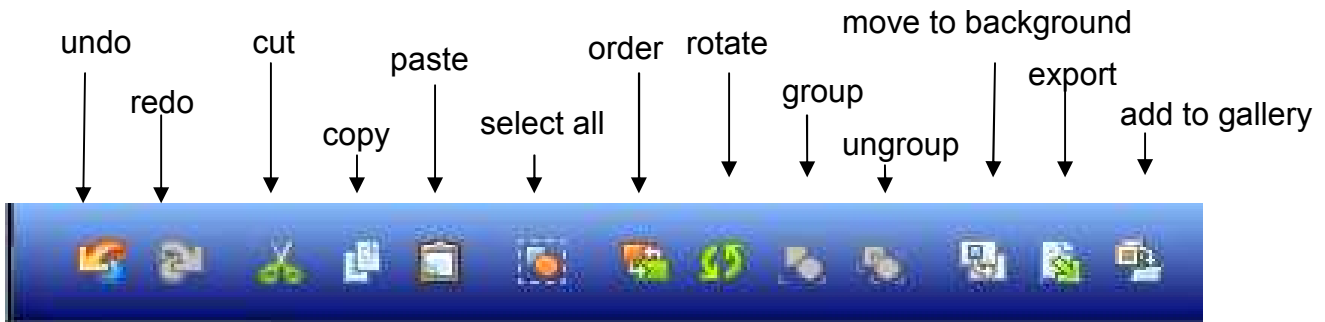 undo
redo
cut
copy
paste
select all
order
rotate
group
ungroup
move to background
export
add to gallery